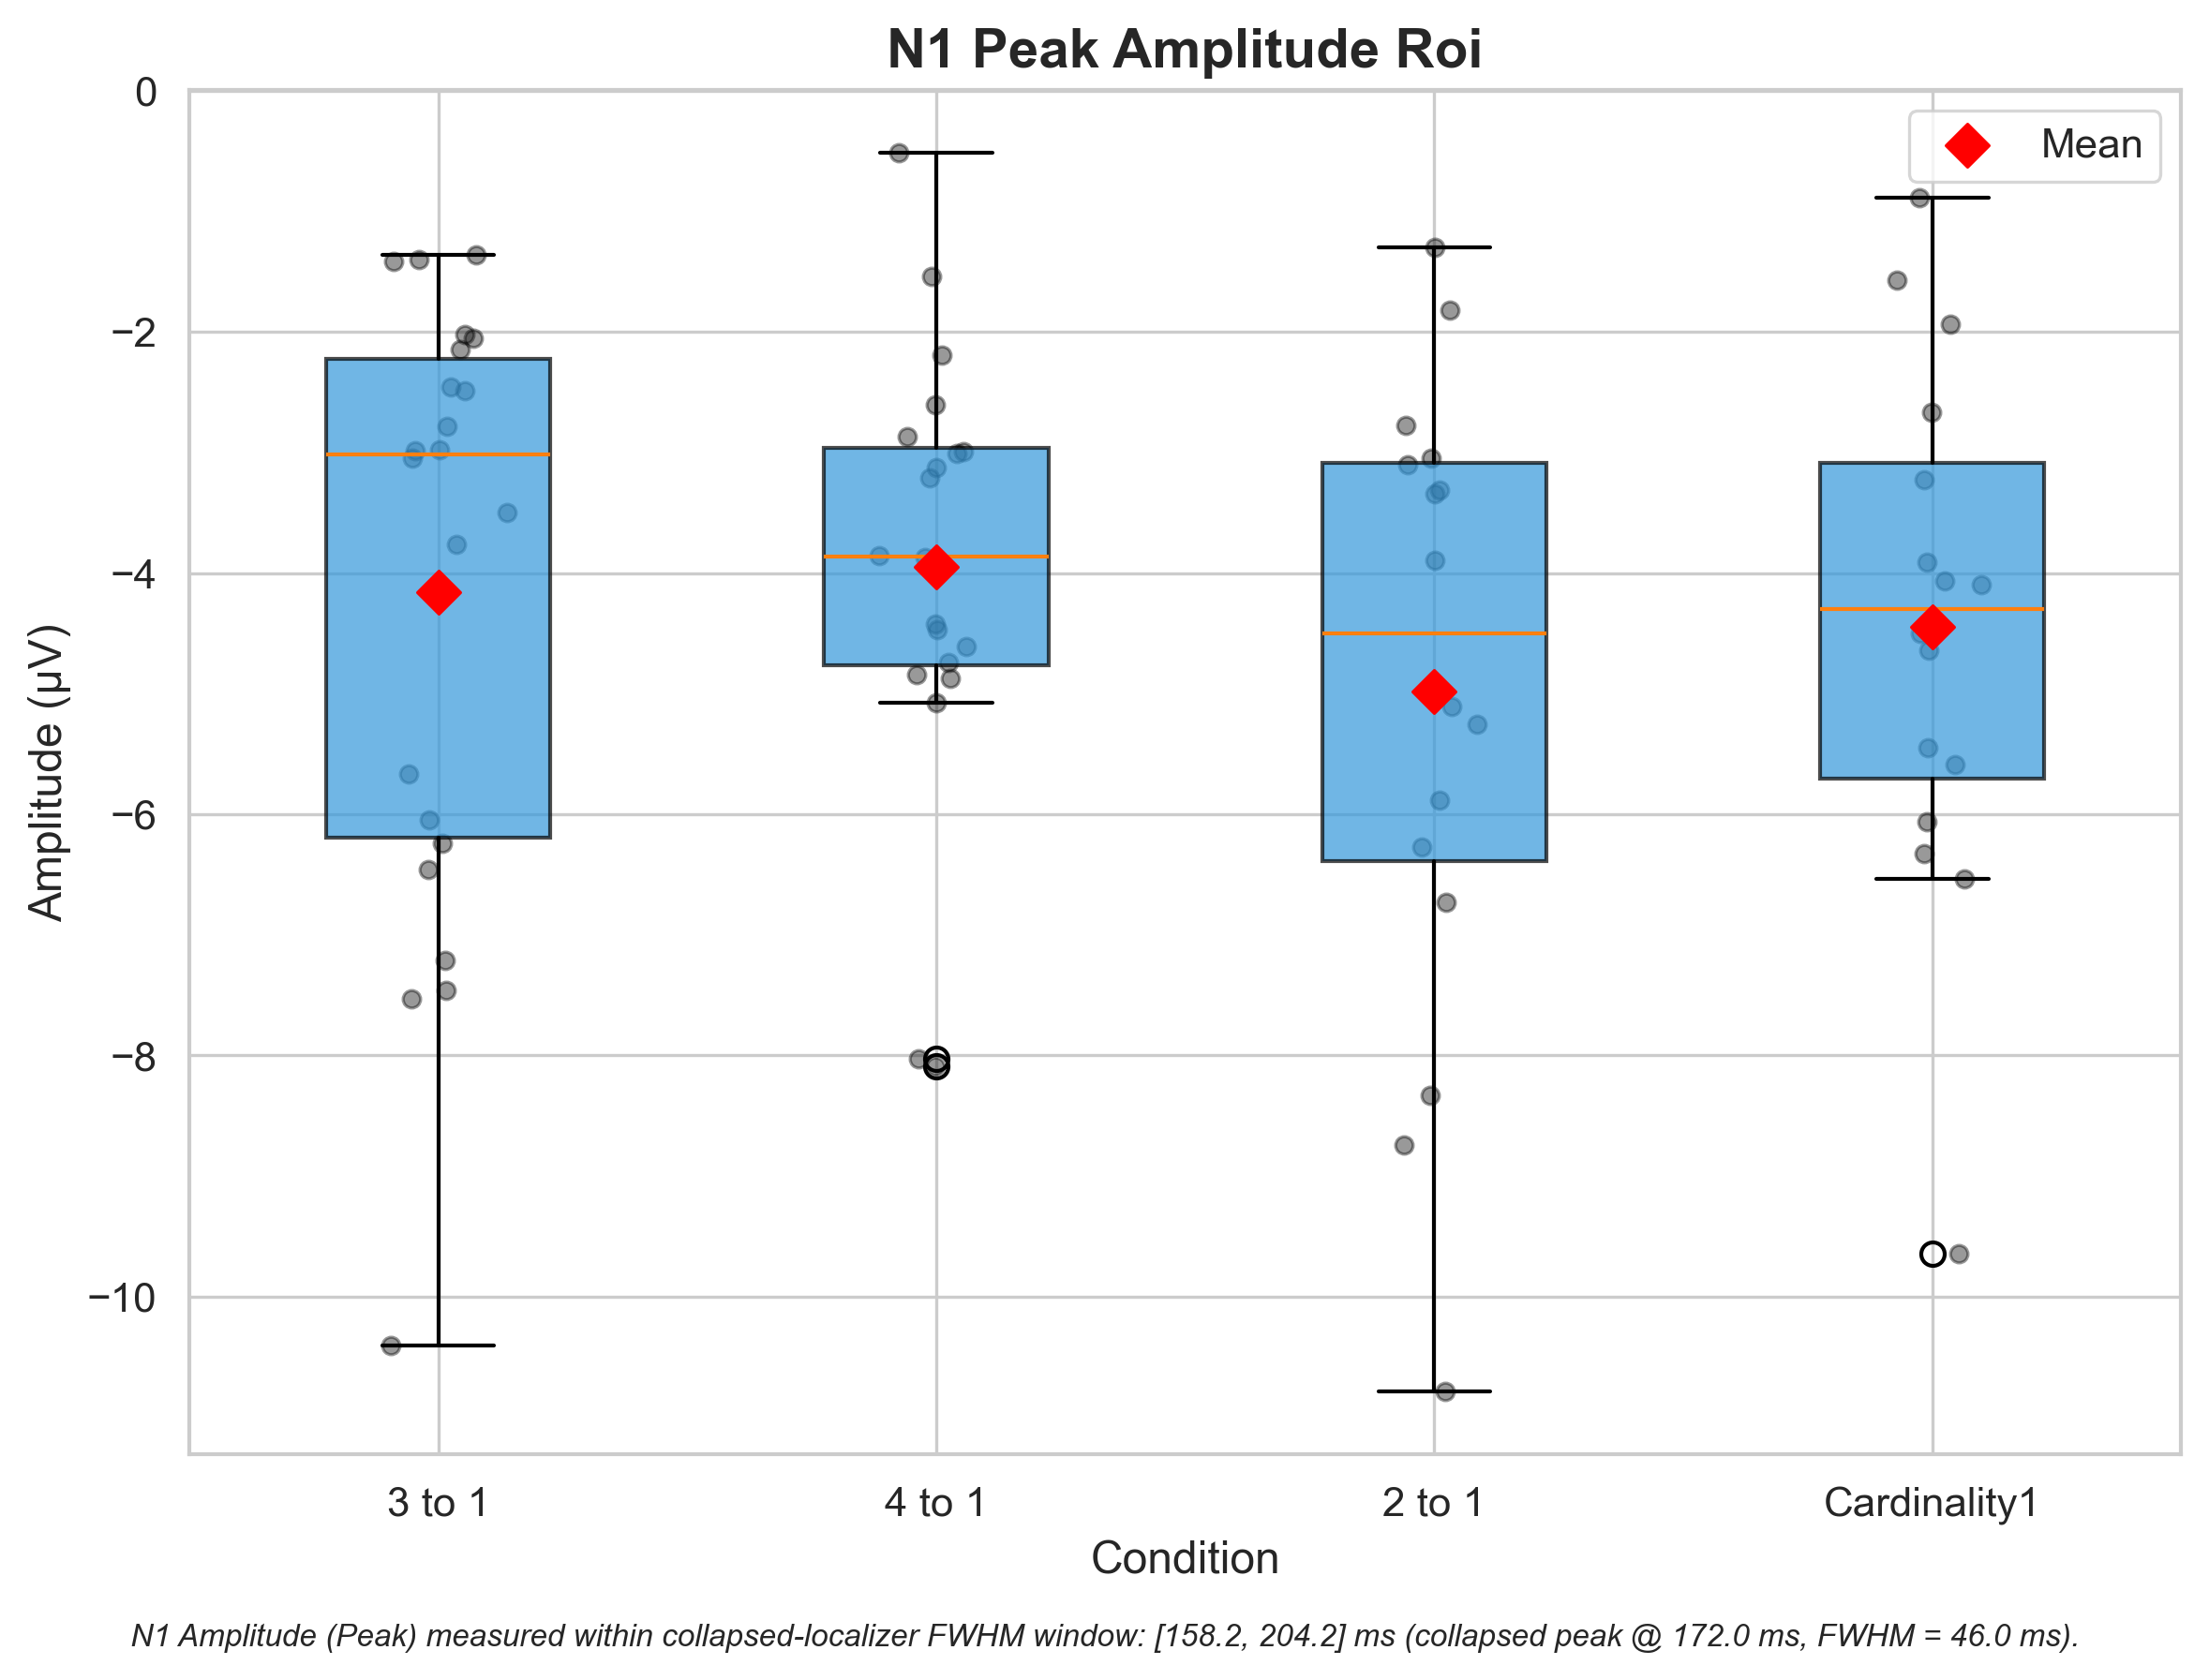 N1 Peak Amplitude Roi
Mean
0
−2
−4
−6
−8
−10
Amplitude (µV)
3 to 1
4 to 1
2 to 1
Cardinality1
Condition
N1 Amplitude (Peak) measured within collapsed-localizer FWHM window: [158.2, 204.2] ms (collapsed peak @ 172.0 ms, FWHM = 46.0 ms).